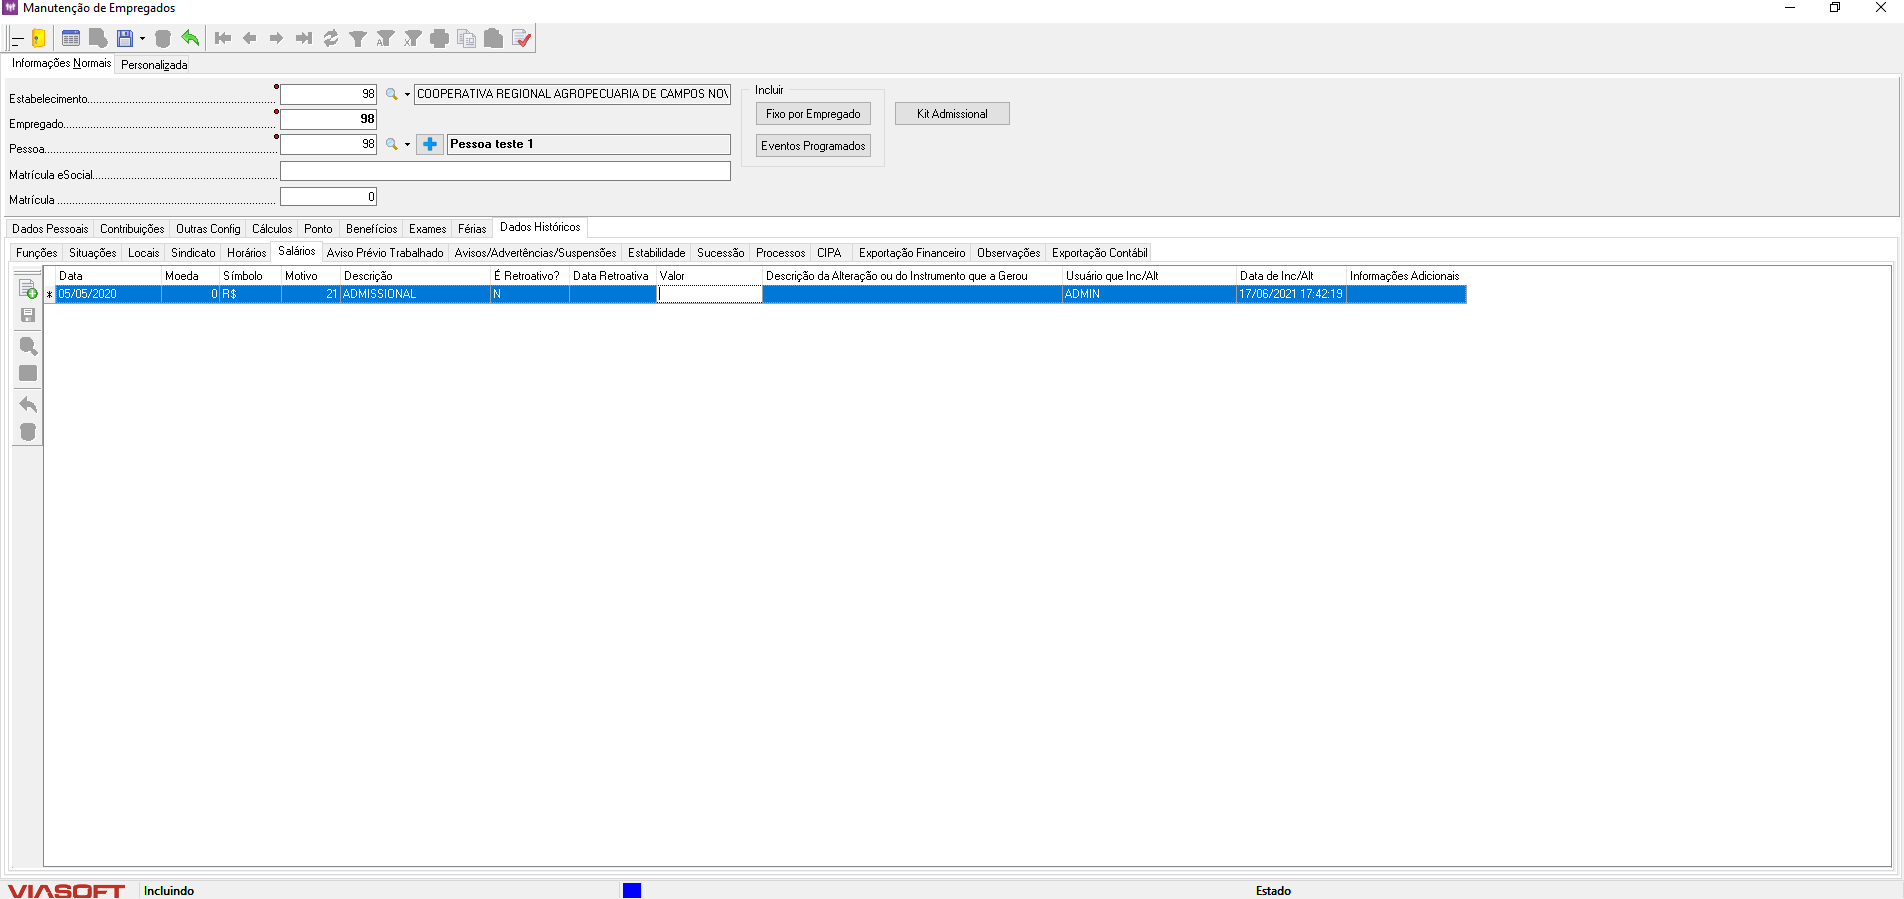 Manutenção de Empregados
Informações Normais Personalizada
Estabelecimento 98 COOPERATIVA REGIONAL AGROPECUARIA DE CAMPOS NOV
Empregado 98
Pessoa 98 Pessoa teste 1
Matrícula eSocial
Matrícula 0
Incluir
Fixo por Empregado
Eventos Programados
Kit Admissional
Dados Pessoais Contribuições Outras Config Cálculos Ponto Benefícios Exames Férias Dados Históricos
Funções Situações Locais Sindicato Horários Salários Aviso Prévio Trabalhado Avisos/Advertências/Suspensões Estabilidade Sucessão Processos CIPA Exportação Financeiro Observações Exportação Contábil
Data Moeda Símbolo Motivo Descrição É Retroativo? Data Retroativa Valor Descrição da Alteração ou do Instrumento que a Gerou Usuário que Inc/Alt Data de Inc/Alt Informações Adicionais
* 05/05/2020 0 R$ 21 ADMISSIONAL N ADMIN 17/06/2021 17:42:19
VIASOFT Incluindo Estado